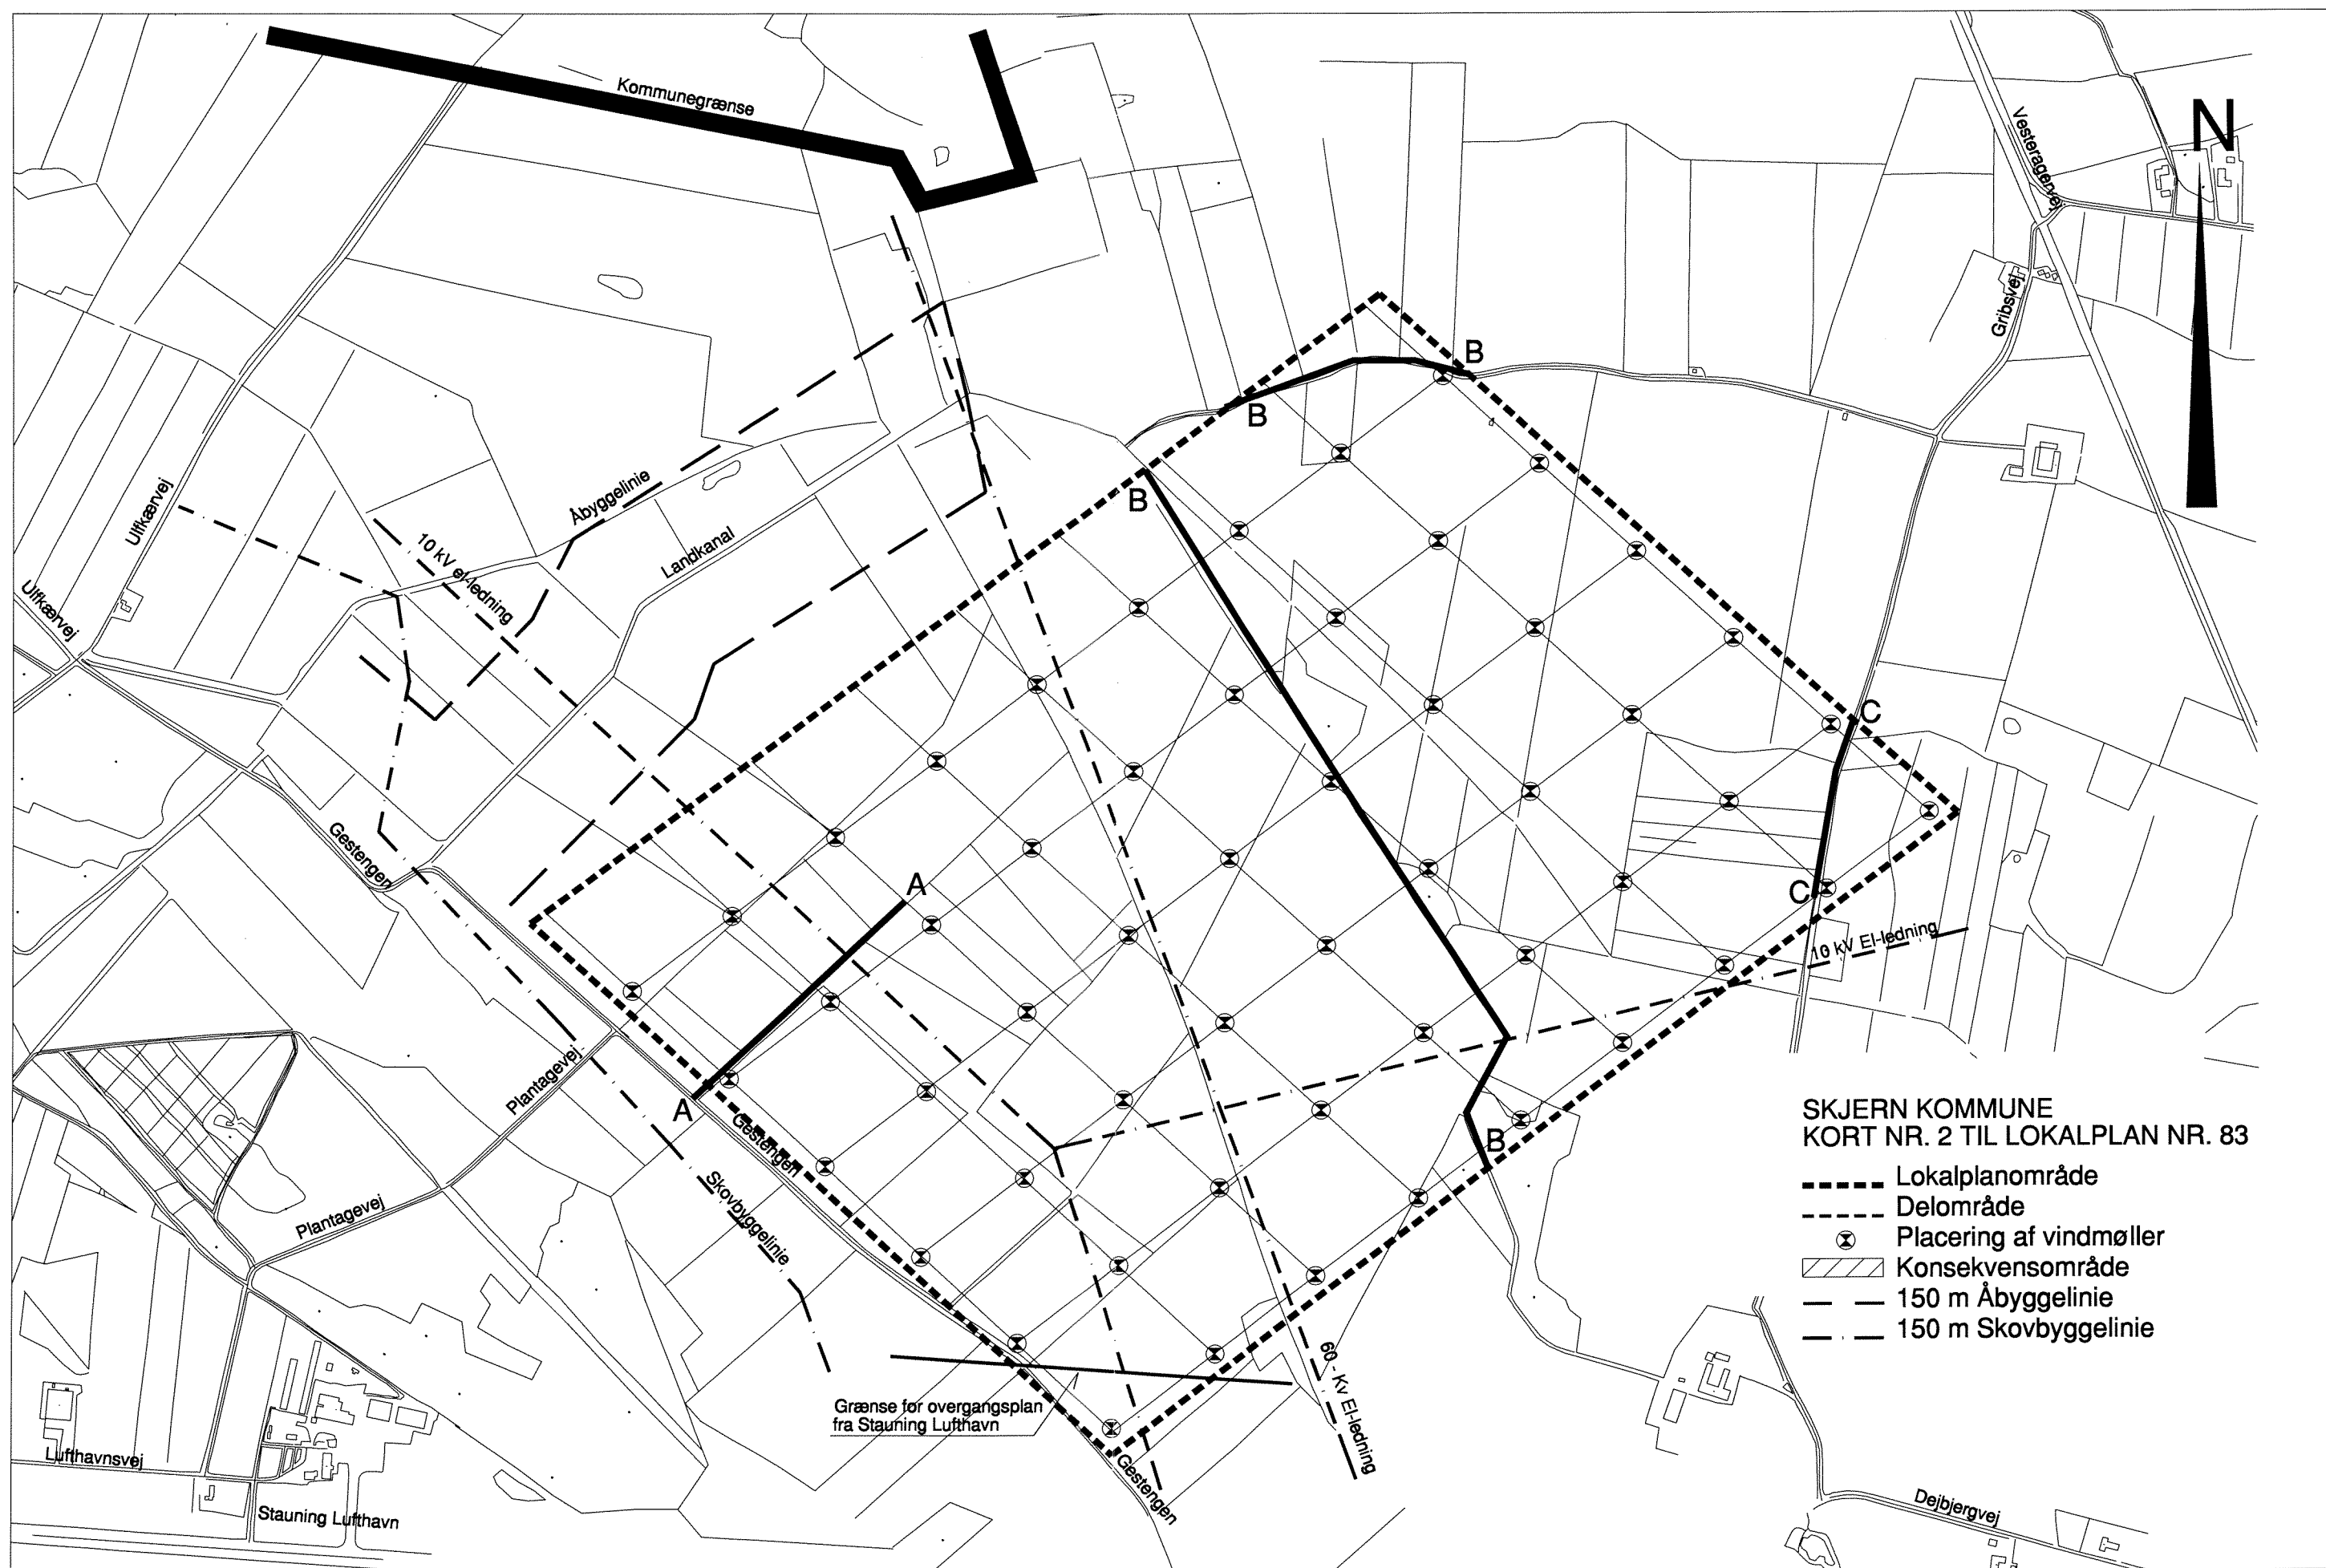 Kommunegrænse
N
Vesteragervej
Gribsvej
B
B
B
Åbyggelinie
Ulfkærvej
10 kV el-ledning
Landkanal
Ulfkærvej
C
A
Gestengen
C
10 kV El-ledning
Plantagevej
A
Gestengen
B
SKJERN KOMMUNE
KORT NR. 2 TIL LOKALPLAN NR. 83
Lokalplanområde
Delområde
Placering af vindmøller
Konsekvensområde
150 m Åbyggelinie
150 m Skovbyggelinie
Plantagevej
Skovbyggelinie
60 - Kv El-ledning
Grænse for overgangsplan
fra Stauning Lufthavn
Gestengen
Lufthavnsvej
Stauning Lufthavn
Dejbjergvej